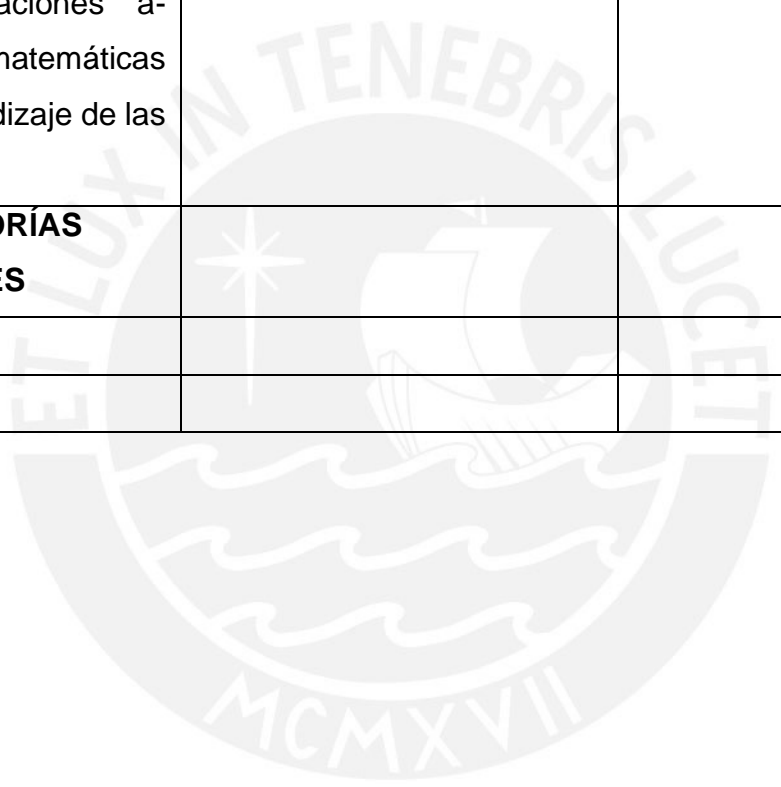 aciones a-
matemáticas
dizaje de las
ORÍAS
ES
ET LUX IN TENEBRIS LUCET
MCMXVII